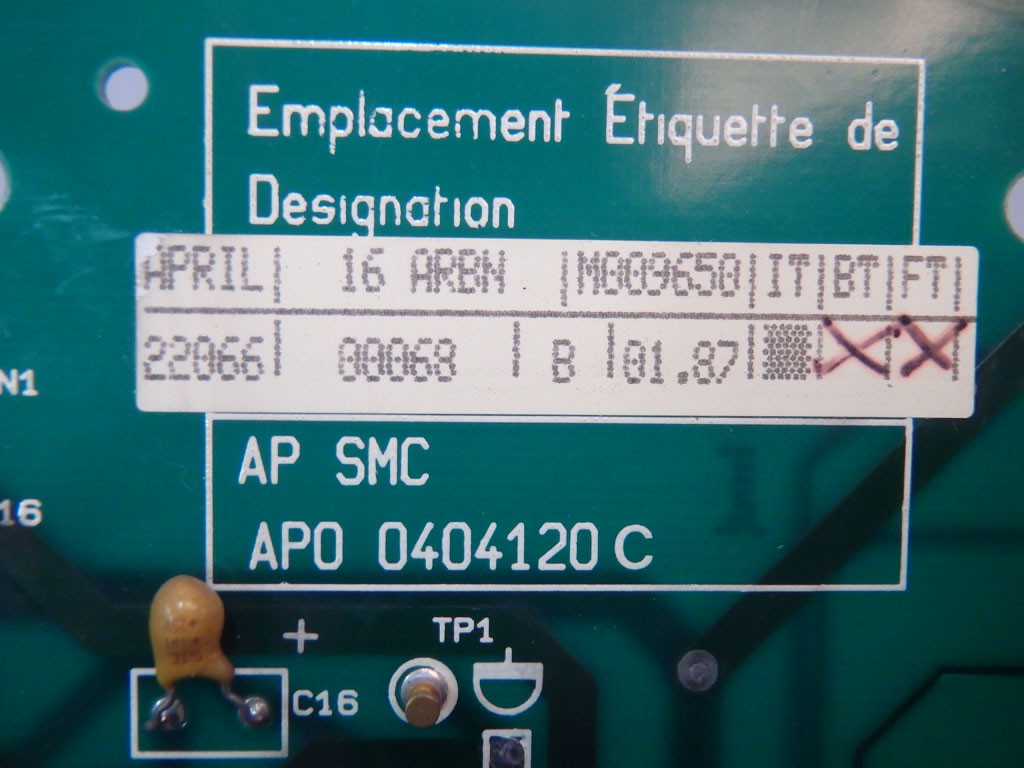 Emplacement Étiquette de
Designation
APRIL| 16 ARBN |M009650|IT|BT|FT|
22066| 00068 | B |01.87|
AP SMC
APO 0404120 C
N1
16
+
TP1
C16